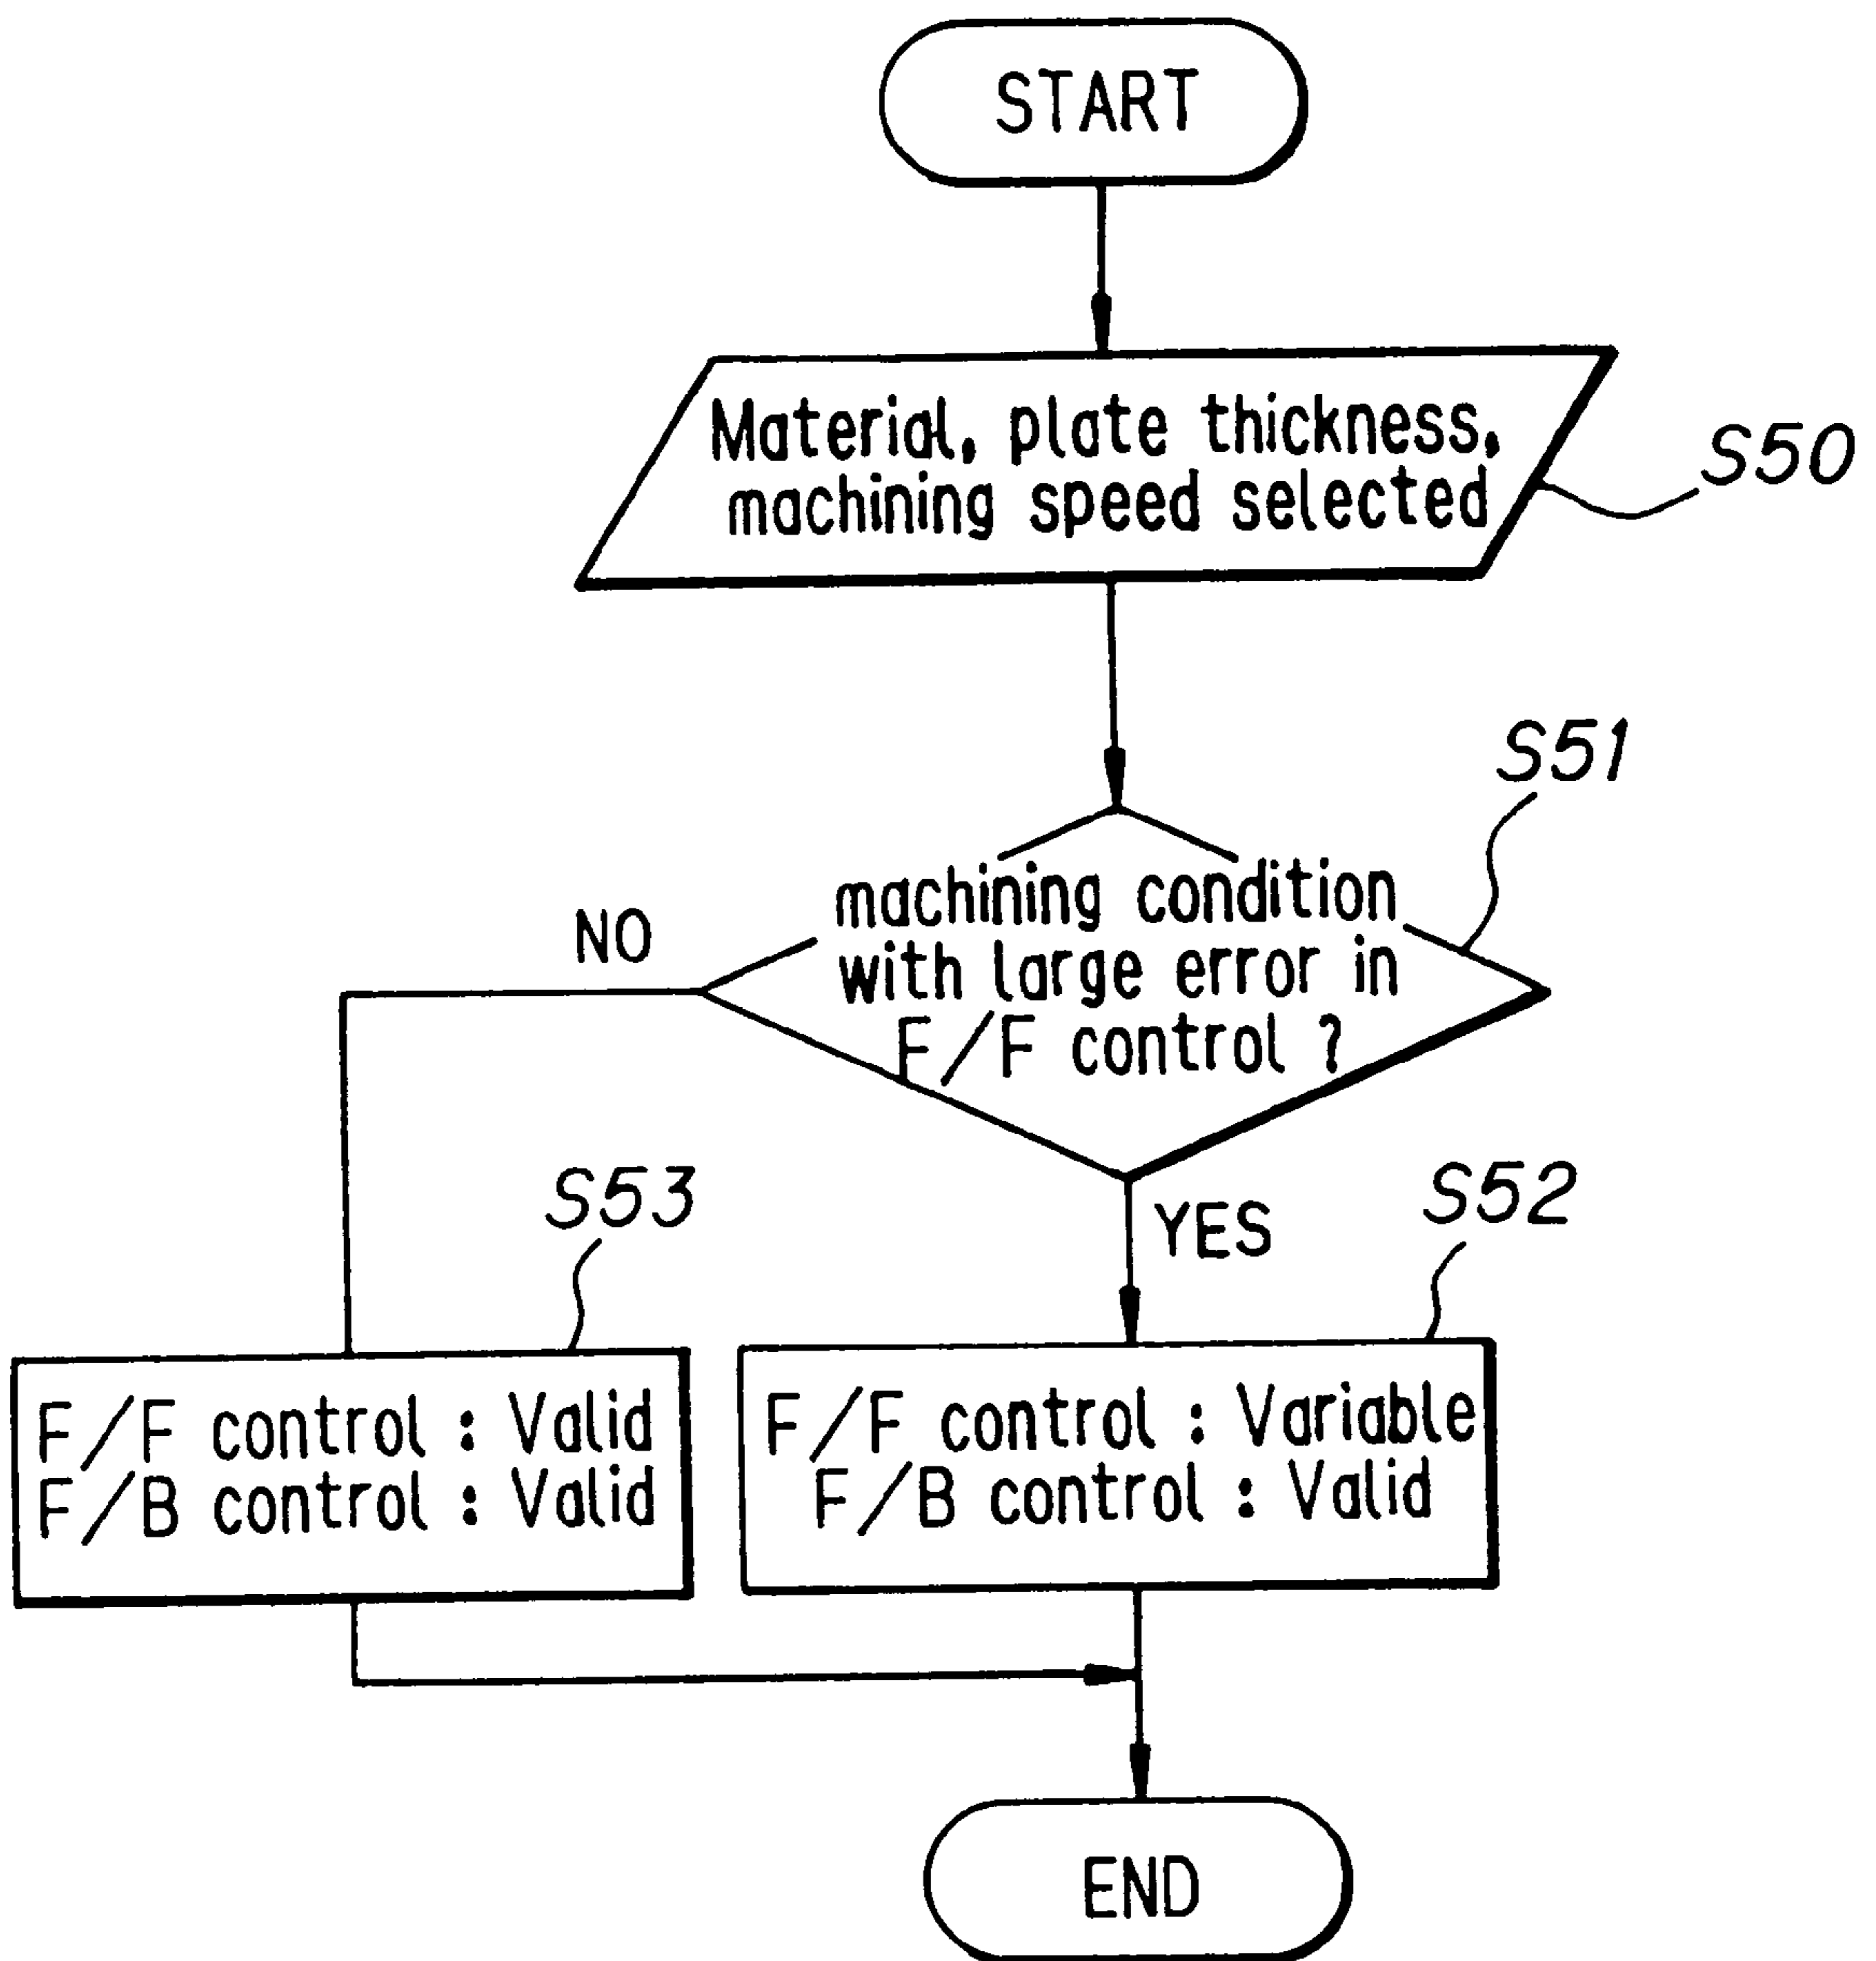 START
Material, plate thickness,
machining speed selected
S50
S51
machining condition
with large error in
F/F control ?
NO
YES
S53
S52
F/F control : Valid
F/B control : Valid
F/F control : Variable
F/B control : Valid
END